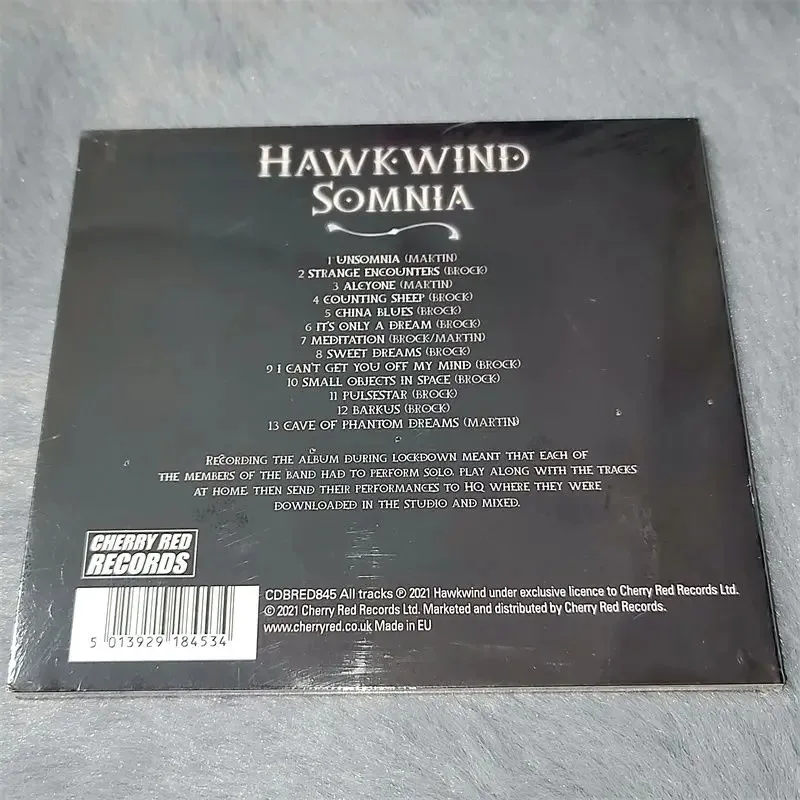 HAWKWIND
SOMNIA
1 UNSOMNIA (MARTIN)
2 STRANGE ENCOUNTERS (BROCK)
3 ALCYONE (MARTIN)
4 COUNTING SHEEP (BROCK)
5 CHINA BLUES (BROCK)
6 IT'S ONLY A DREAM (BROCK)
7 MEDITATION (BROCK/MARTIN)
8 SWEET DREAMS (BROCK)
9 I CAN'T GET YOU OFF MY MIND (BROCK)
10 SMALL OBJECTS IN SPACE (BROCK)
11 PULSESTAR (BROCK)
12 BARKUS (BROCK)
13 CAVE OF PHANTOM DREAMS (MARTIN)
RECORDING THE ALBUM DURING LOCKDOWN MEANT THAT EACH OF
THE MEMBERS OF THE BAND HAD TO PERFORM SOLO, PLAY ALONG WITH THE TRACKS
AT HOME THEN SEND THEIR PERFORMANCES TO HQ WHERE THEY WERE
DOWNLOADED IN THE STUDIO AND MIXED.
CHERRY RED
RECORDS
CDBRED845 All tracks ℗ 2021 Hawkwind under exclusive licence to Cherry Red Records Ltd.
© 2021 Cherry Red Records Ltd. Marketed and distributed by Cherry Red Records.
www.cherryred.co.uk Made in EU
5 013929 184534